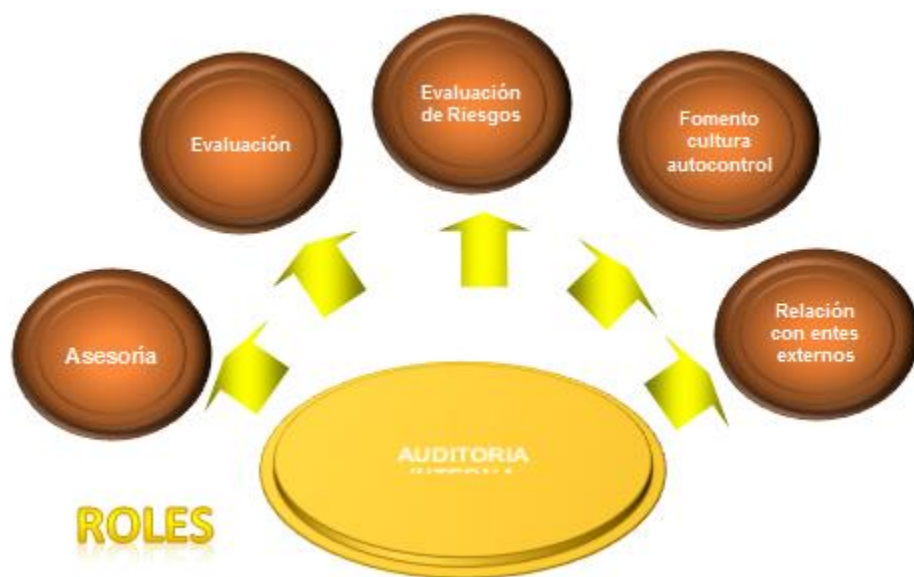 Evaluación
de Riesgos
Evaluación
Fomento
cultura
autocontrol
Asesoría
Relación
con entes
externos
AUDITORIA
ROLES